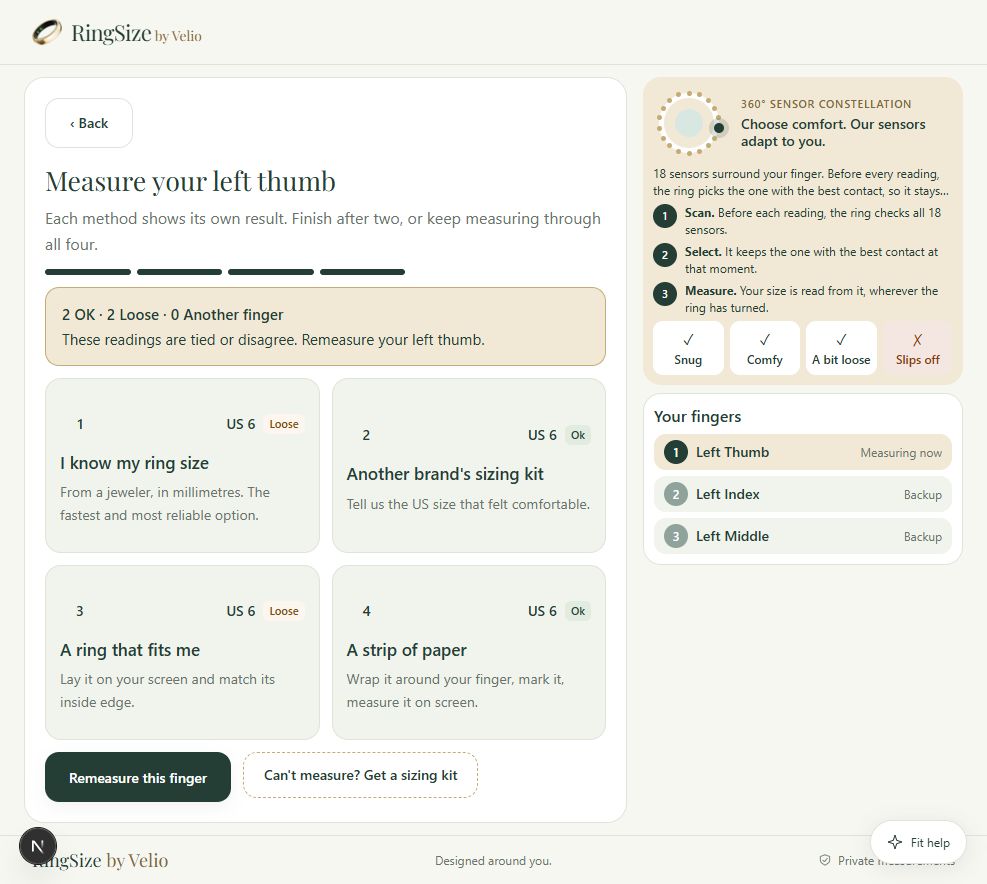 RingSize by Velio
‹ Back
Measure your left thumb
Each method shows its own result. Finish after two, or keep measuring through
all four.
2 OK · 2 Loose · 0 Another finger
These readings are tied or disagree. Remeasure your left thumb.
1 US 6 Loose
I know my ring size
From a jeweler, in millimetres. The
fastest and most reliable option.
2 US 6 Ok
Another brand's sizing kit
Tell us the US size that felt comfortable.
3 US 6 Loose
A ring that fits me
Lay it on your screen and match its
inside edge.
4 US 6 Ok
A strip of paper
Wrap it around your finger, mark it,
measure it on screen.
Remeasure this finger
Can't measure? Get a sizing kit
360° SENSOR CONSTELLATION
Choose comfort. Our sensors
adapt to you.
18 sensors surround your finger. Before every reading,
the ring picks the one with the best contact, so it stays...
1 Scan. Before each reading, the ring checks all 18
sensors.
2 Select. It keeps the one with the best contact at
that moment.
3 Measure. Your size is read from it, wherever the
ring has turned.
✓ ✓ ✓ ✗
Snug Comfy A bit loose Slips off
Your fingers
1 Left Thumb Measuring now
2 Left Index Backup
3 Left Middle Backup
N
RingSize by Velio
Designed around you.
Private
Fit help